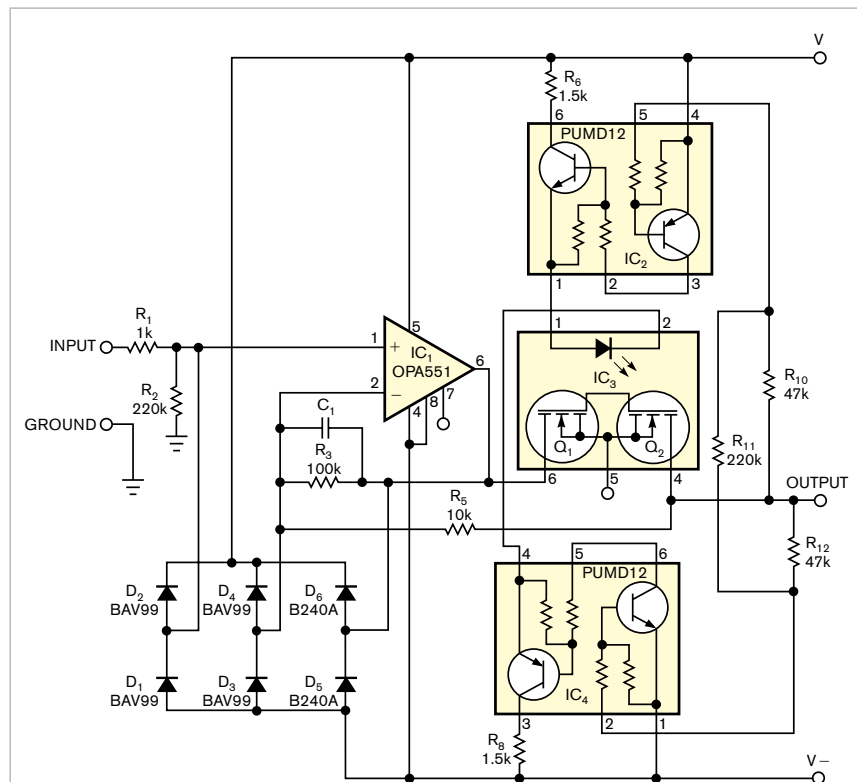 V
R6
1.5k
6
5
4
PUMD12
IC2
1
2
3
R1
1k
INPUT
1
+
5
IC1
OPA551
6
2
−
4
8
7
R2
220k
GROUND
C1
R3
100k
1
2
IC3
Q1
Q2
6
5
4
R10
47k
R11
220k
OUTPUT
R5
10k
R12
47k
4
5
6
PUMD12
D2
BAV99
D4
BAV99
D6
B240A
D1
BAV99
D3
BAV99
D5
B240A
IC4
3
2
1
R8
1.5k
V−